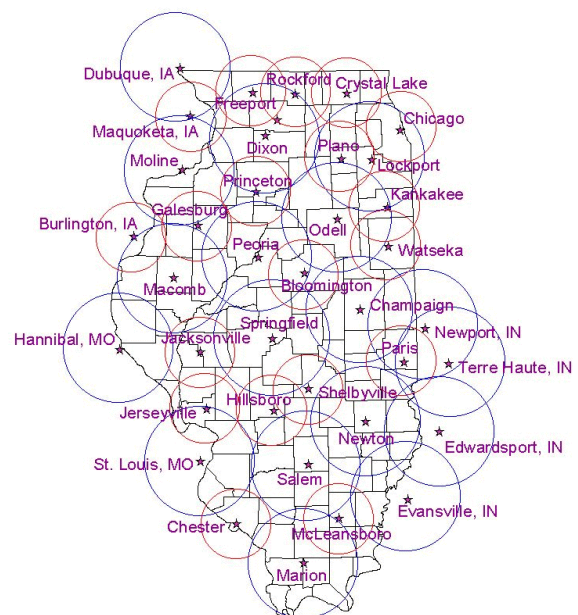 Dubuque, IA
Rockford
Crystal Lake
Freeport
Maquoketa, IA
Chicago
Dixon
Plano
Lockport
Moline
Princeton
Kankakee
Galesburg
Burlington, IA
Odell
Peoria
Watseka
Macomb
Bloomington
Champaign
Springfield
Newport, IN
Hannibal, MO
Jacksonville
Paris
Terre Haute, IN
Shelbyville
Jerseyville
Hillsboro
Newton
Edwardsport, IN
St. Louis, MO
Salem
Evansville, IN
Chester
McLeansboro
Marion